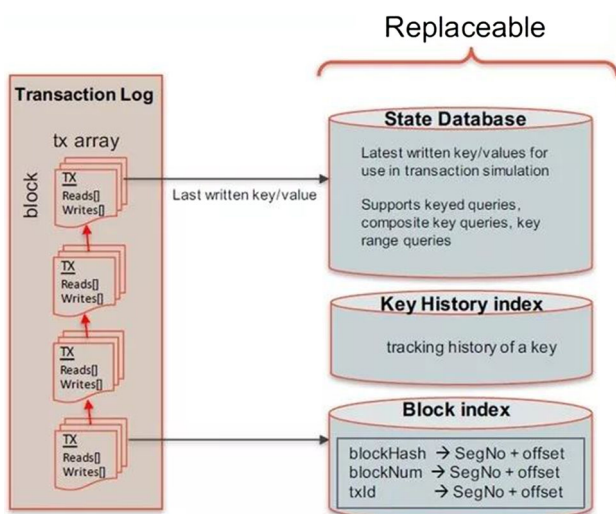 Replaceable
Transaction Log
tx array
block
TX
Reads[]
Writes[]
TX
Reads[]
Writes[]
TX
Reads[]
Writes[]
TX
Reads[]
Writes[]
Last written key/value
State Database
Latest written key/values for
use in transaction simulation
Supports keyed queries,
composite key queries, key
range queries
Key History index
tracking history of a key
Block index
blockHash → SegNo + offset
blockNum → SegNo + offset
txId → SegNo + offset